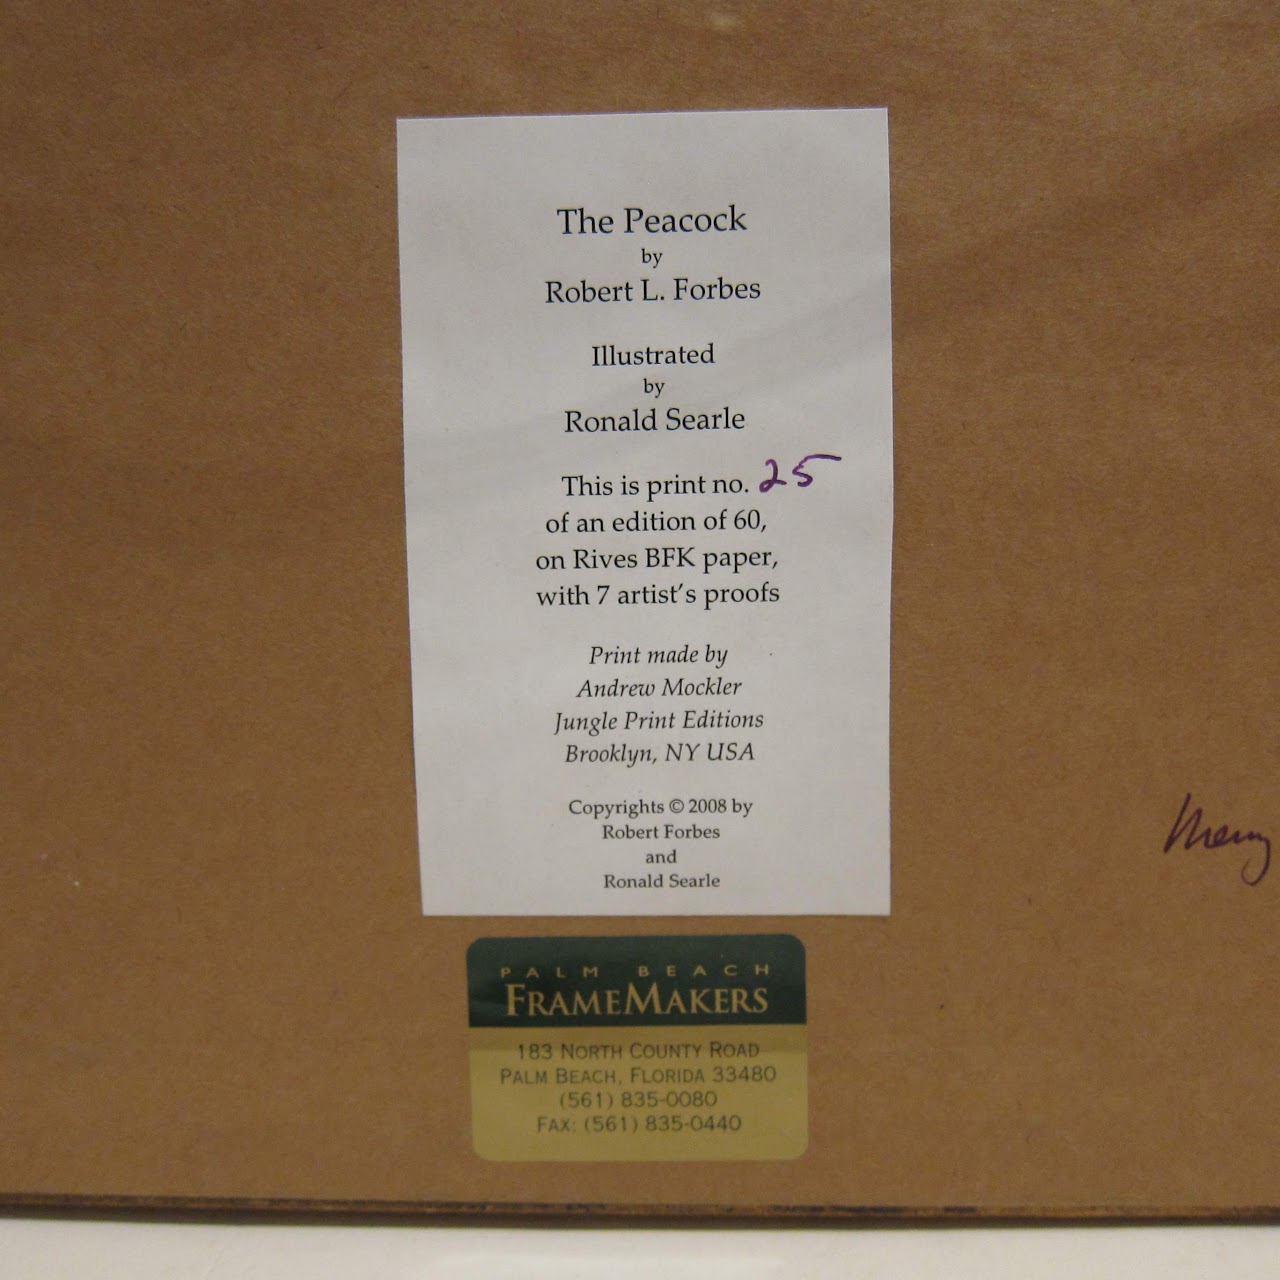 The Peacock
by
Robert L. Forbes
Illustrated
by
Ronald Searle
This is print no. 25
of an edition of 60,
on Rives BFK paper,
with 7 artist's proofs
Print made by
Andrew Mockler
Jungle Print Editions
Brooklyn, NY USA
Copyrights © 2008 by
Robert Forbes
and
Ronald Searle
PALM BEACH
FRAMEMAKERS
183 NORTH COUNTY ROAD
PALM BEACH, FLORIDA 33480
(561) 835-0080
FAX: (561) 835-0440